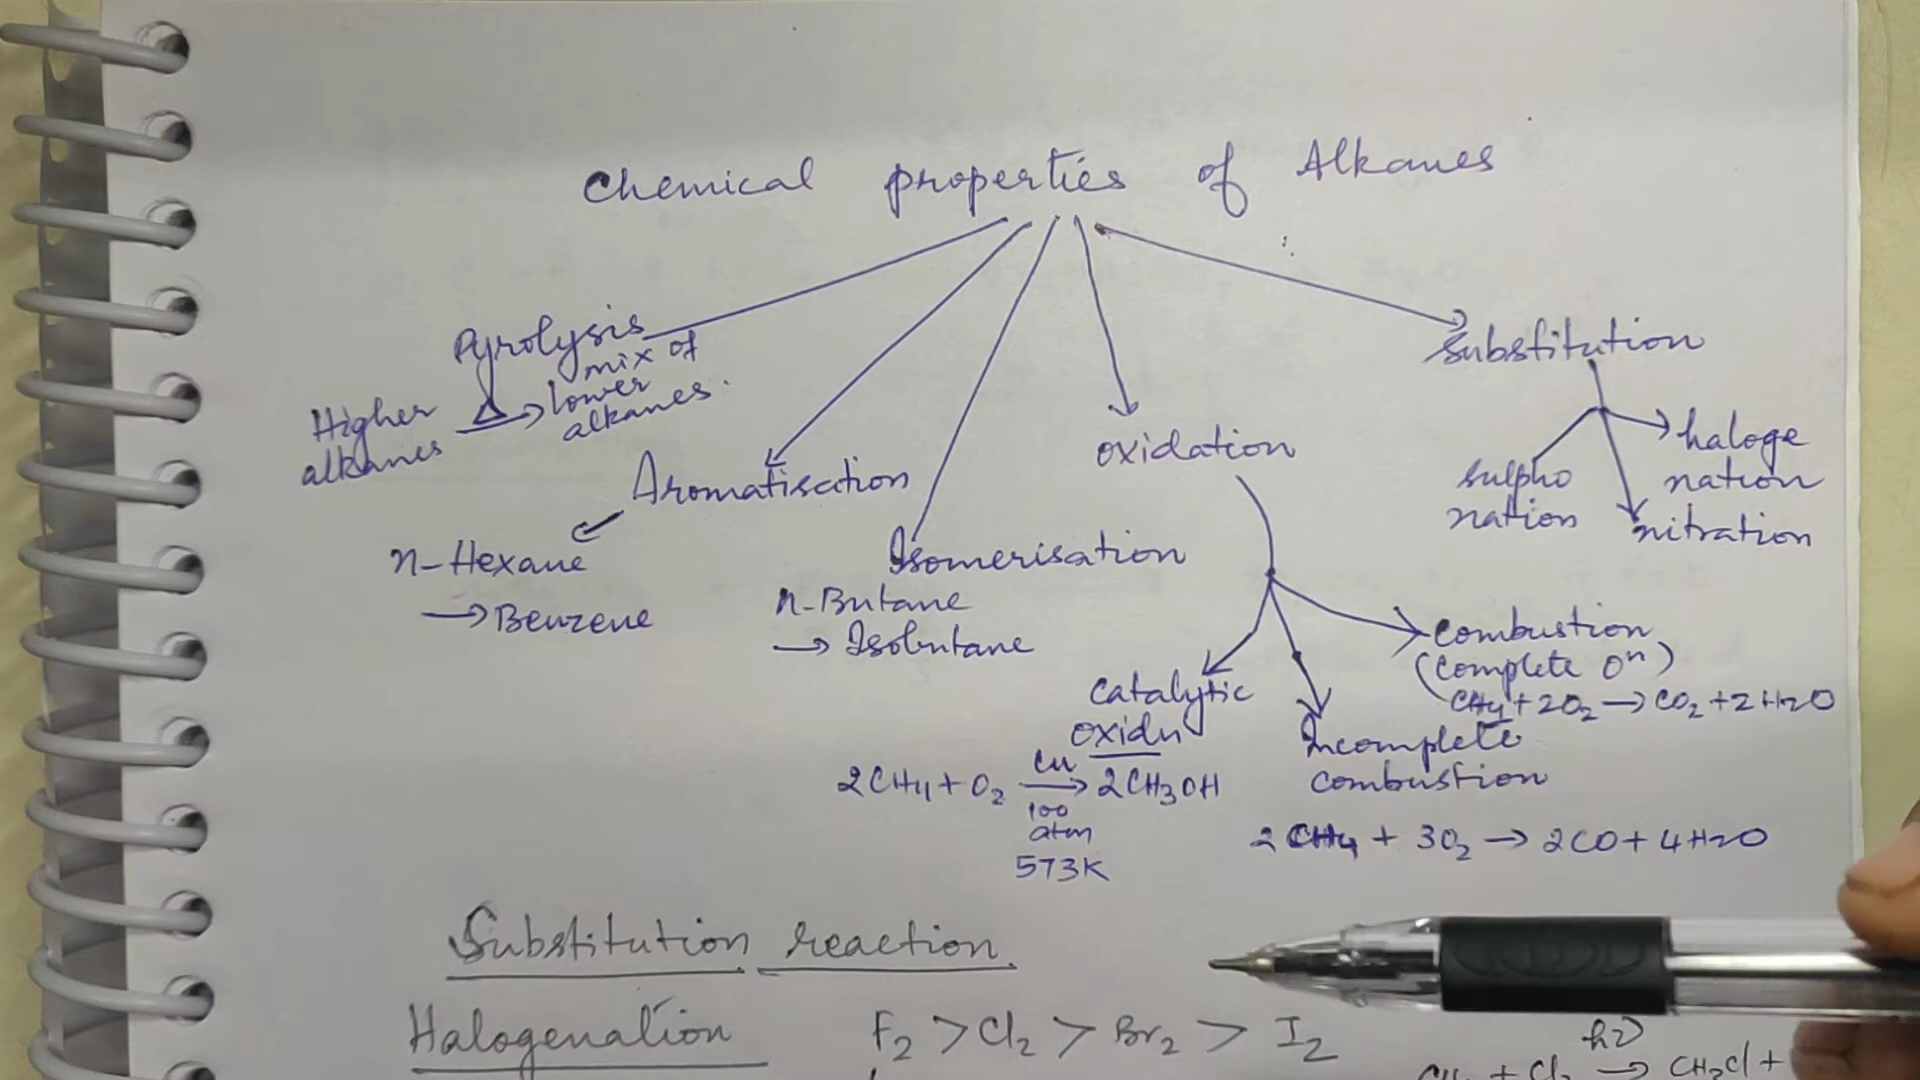 Chemical properties of Alkanes
Pyrolysis
Higher alkanes
Δ
mix of
lower
alkanes.
Aromatisation
n-Hexane
→ Benzene
Isomerisation
n-Butane
→ Isobutane
oxidation
Catalytic
oxidn
2CH4 + O2 → 2CH3OH
Cu
100
atm
573K
Incomplete
combustion
2CH4 + 3O2 → 2CO + 4H2O
Combustion
(Complete On)
CH4 + 2O2 → CO2 + 2H2O
Substitution
sulpho
nation
haloge
nation
nitration
Substitution reaction
Halogenation F2 > Cl2 > Br2 > I2
hν
+ Cl2 → CH3Cl +